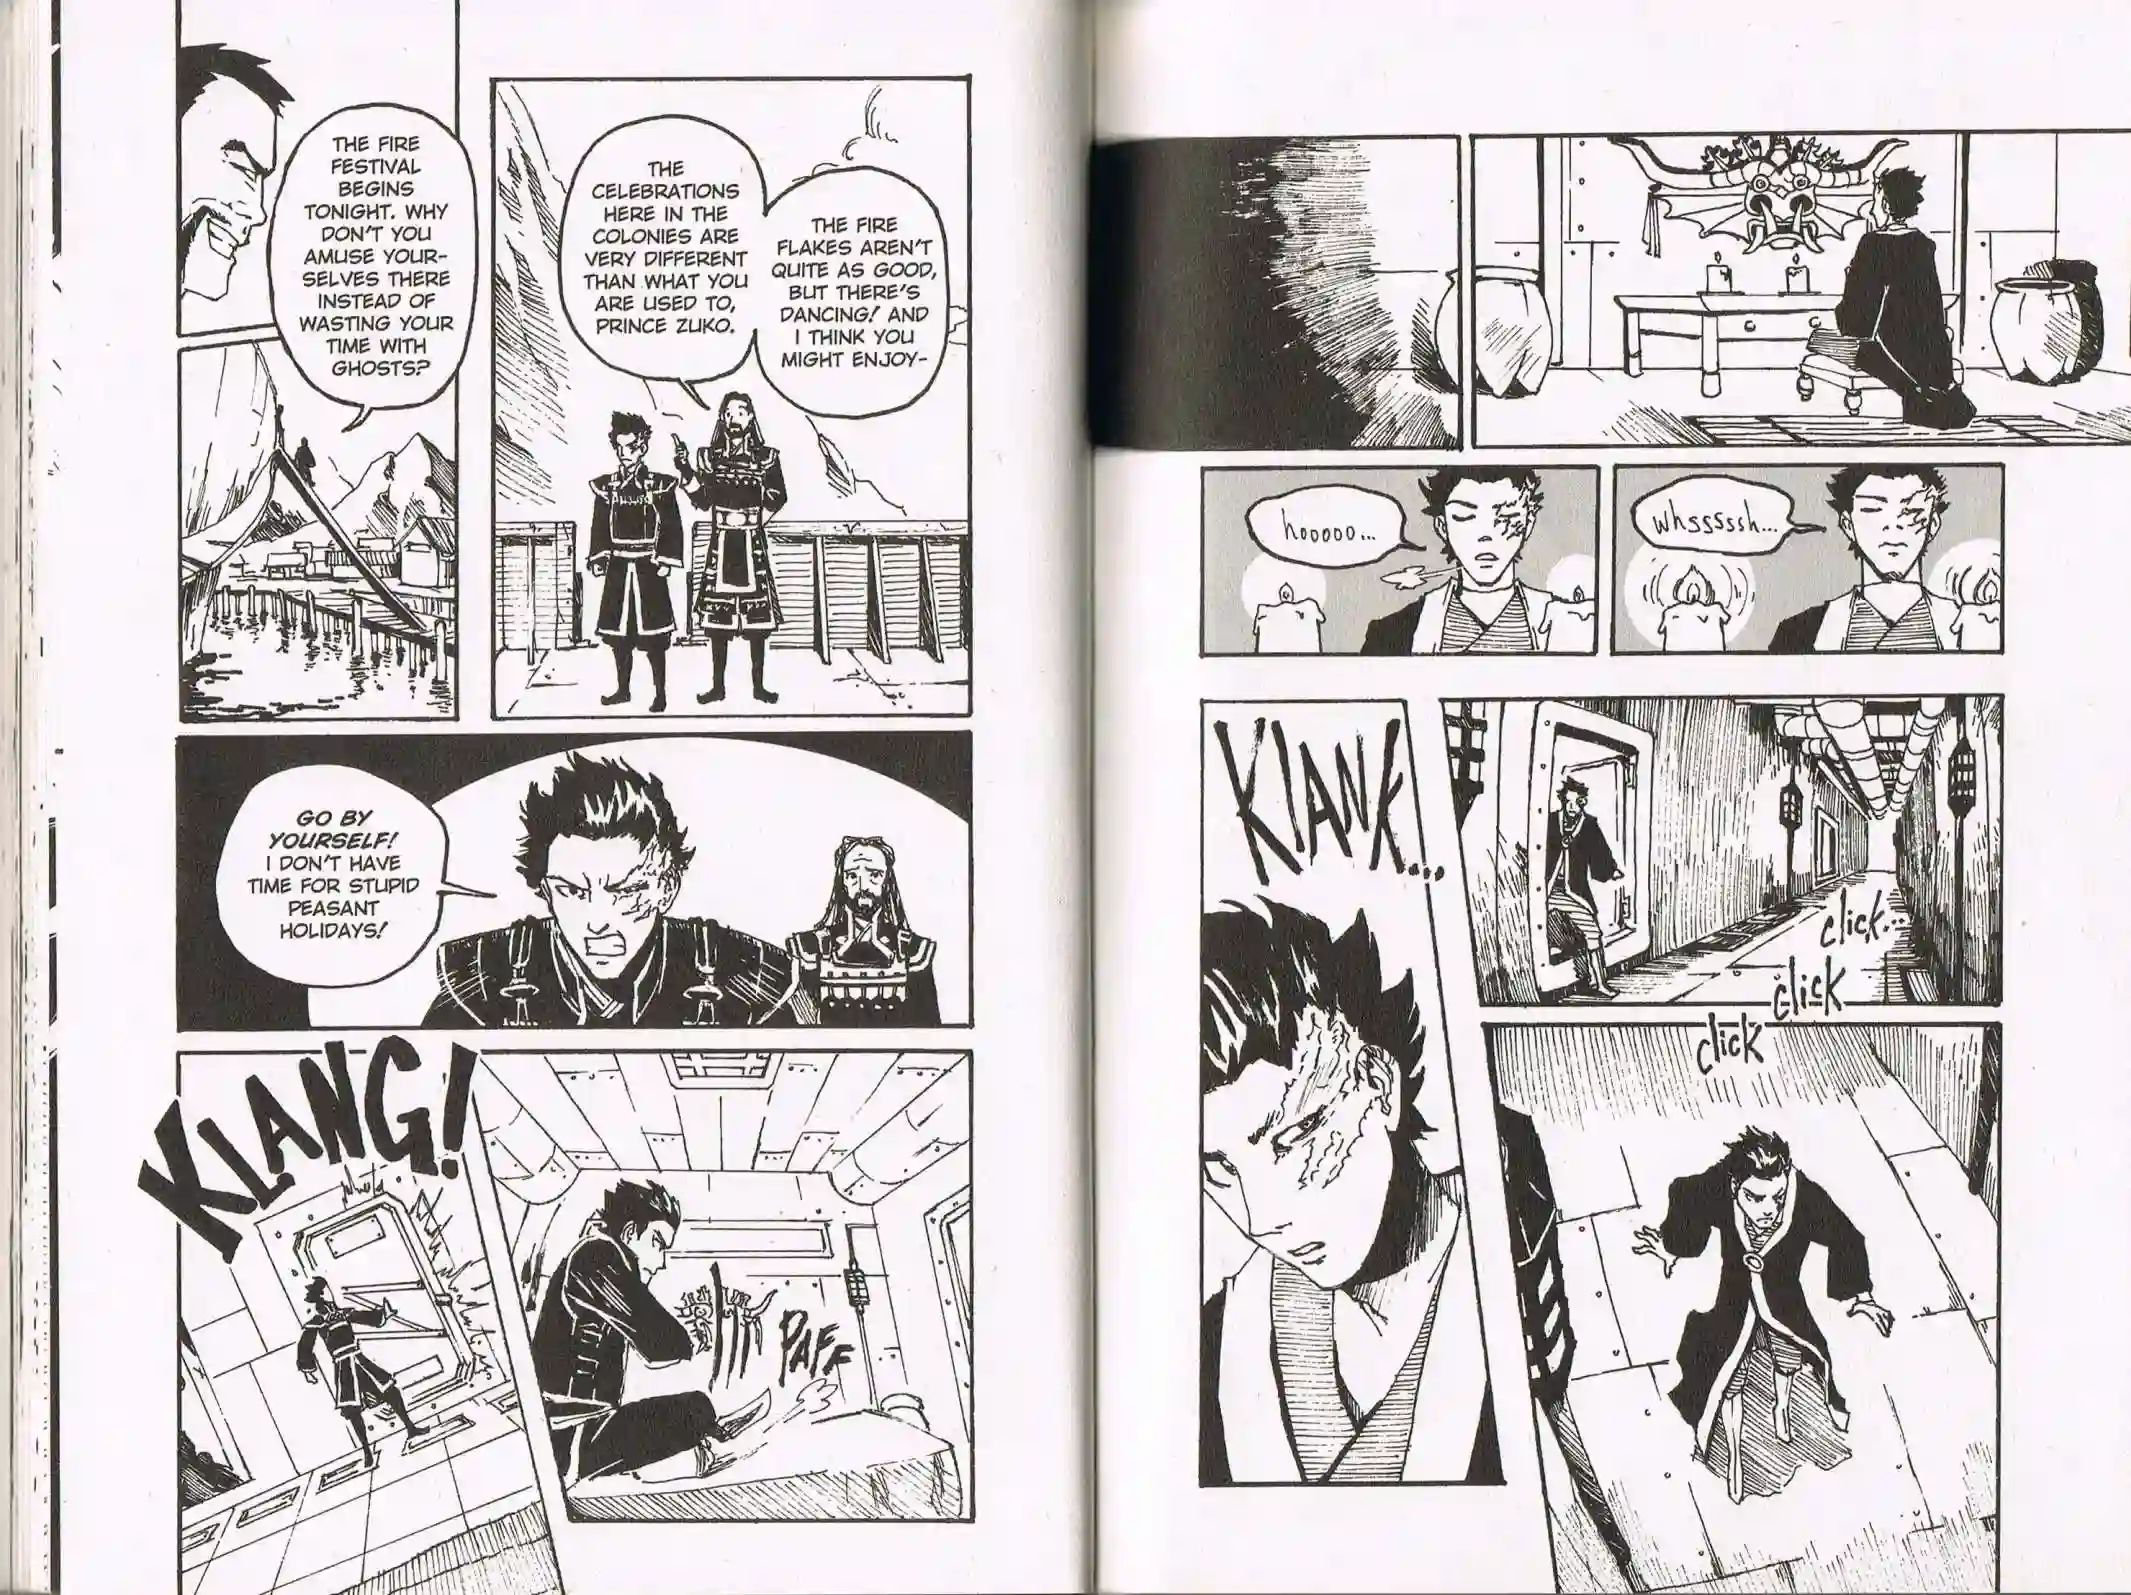 THE FIRE
FESTIVAL
BEGINS
TONIGHT. WHY
DON'T YOU
AMUSE YOUR-
SELVES THERE
INSTEAD OF
WASTING YOUR
TIME WITH
GHOSTS?
THE
CELEBRATIONS
HERE IN THE
COLONIES ARE
VERY DIFFERENT
THAN WHAT YOU
ARE USED TO,
PRINCE ZUKO.
THE FIRE
FLAKES AREN'T
QUITE AS GOOD,
BUT THERE'S
DANCING! AND
I THINK YOU
MIGHT ENJOY-
GO BY
YOURSELF!
I DON'T HAVE
TIME FOR STUPID
PEASANT
HOLIDAYS!
KLANG!
PAFF
hooooo...
whsssssh...
KLANK...
click...
click
click